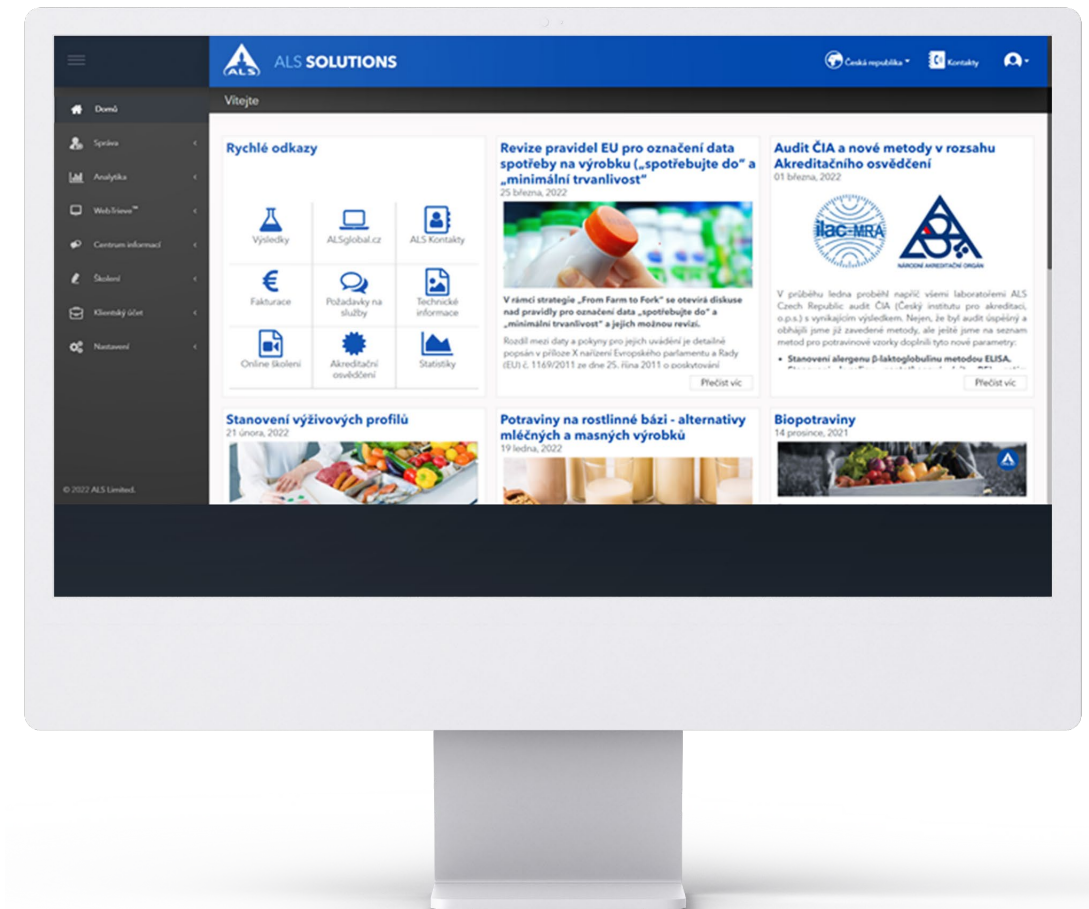 ALS
ALS SOLUTIONS
Česká republika
Kontakty
Vítejte
Domů
Správa
Analytika
WebTrieve™
Centrum informací
Školení
Klientský účet
Nastavení
© 2022 ALS Limited.
Rychlé odkazy
Výsledky
ALSglobal.cz
ALS Kontakty
Fakturace
Požadavky na
služby
Technické
informace
Online školení
Akreditační
osvědčení
Statistiky
Revize pravidel EU pro označení data
spotřeby na výrobku („spotřebujte do“ a
„minimální trvanlivost“
25 března, 2022
V rámci strategie „From Farm to Fork“ se otevírá diskuse
nad pravidly pro označení data „spotřebujte do“ a
„minimální trvanlivost“ a jejich možnou revizí.
Rozdíl mezi daty a pokyny pro jejich uvádění je detailně
popsán v příloze X nařízení Evropského parlamentu a Rady
(EU) č. 1169/2011 ze dne 25. října 2011 o poskytování
Přečíst víc
Audit ČIA a nové metody v rozsahu
Akreditačního osvědčení
01 března, 2022
ilac-MRA
NÁRODNÍ AKREDITAČNÍ ORGÁN
V průběhu ledna proběhl napříč všemi laboratořemi ALS
Czech Republic audit ČIA (Český institutu pro akreditaci,
o.p.s.) s vynikajícím výsledkem. Nejen, že byl audit úspěšný a
obhájili jsme již zavedené metody, ale ještě jsme na seznam
metod pro potravinové vzorky doplnili tyto nové parametry:
• Stanovení alergenu β-laktoglobulinu metodou ELISA.
Přečíst víc
Stanovení výživových profilů
21 února, 2022
Potraviny na rostlinné bázi - alternativy
mléčných a masných výrobků
19 ledna, 2022
Biopotraviny
14 prosince, 2021